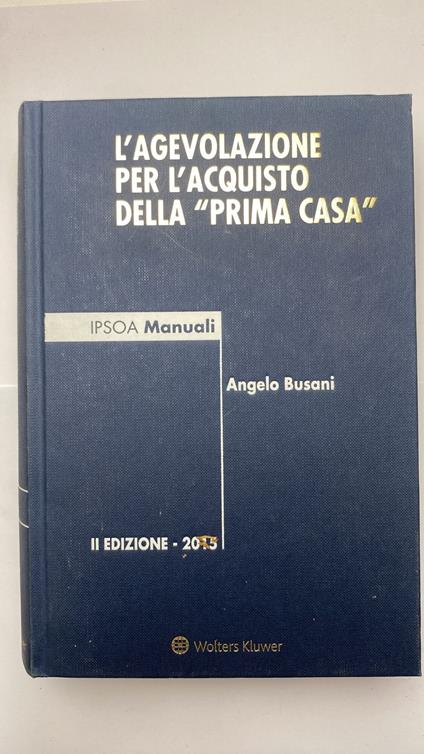 L'AGEVOLAZIONE
PER L'ACQUISTO
DELLA "PRIMA CASA"
IPSOA Manuali
Angelo Busani
II EDIZIONE - 2015
Wolters Kluwer